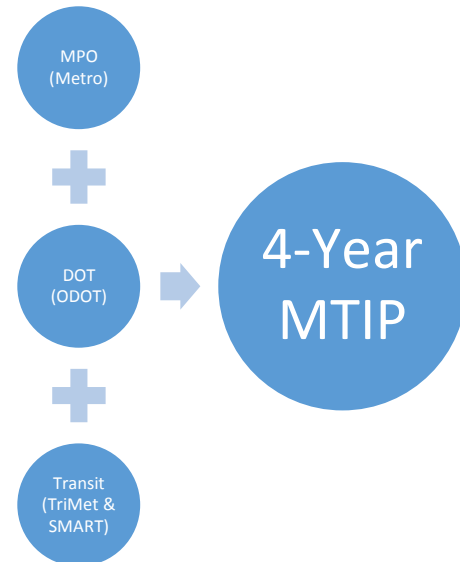 MPO
(Metro)
DOT
(ODOT)
4-Year
MTIP
Transit
(TriMet &
SMART)